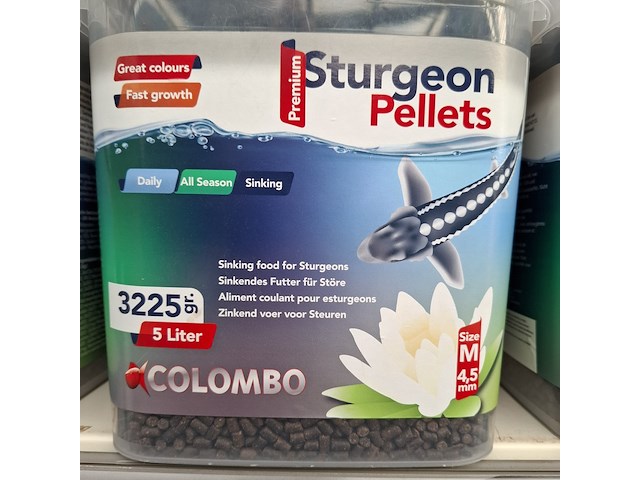 Great colours
Fast growth
Premium
Sturgeon
Pellets
Daily
All Season
Sinking
Sinking food for Sturgeons
Sinkendes Futter für Störe
Aliment coulant pour esturgeons
Zinkend voer voor Steuren
3225 gr.
5 Liter
COLOMBO
Size
M
4,5
mm